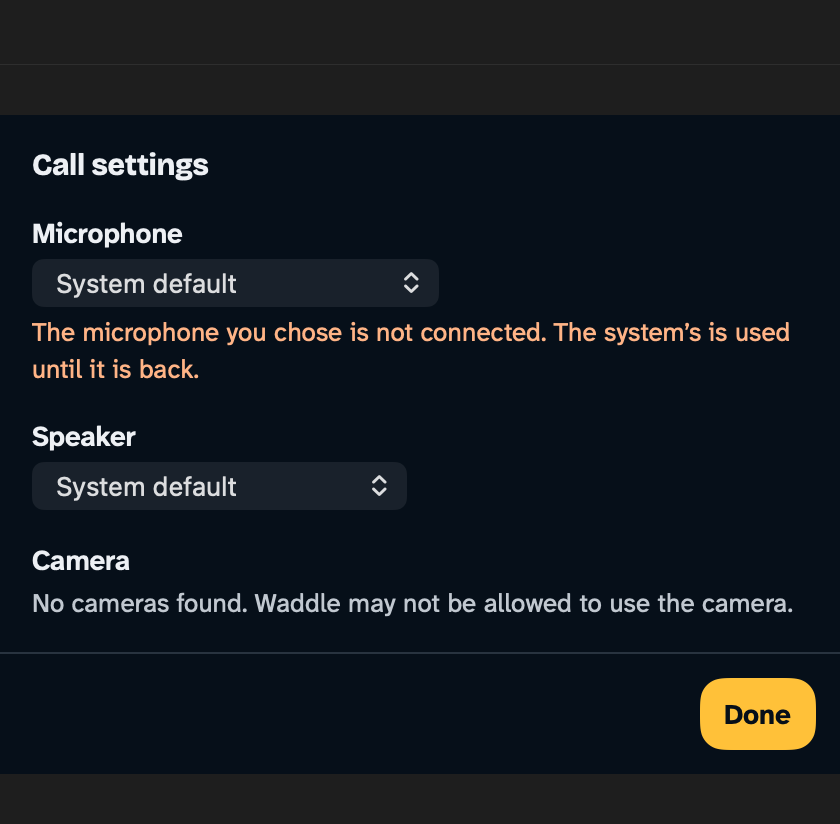 Call settings
Microphone
System default
The microphone you chose is not connected. The system’s is used
until it is back.
Speaker
System default
Camera
No cameras found. Waddle may not be allowed to use the camera.
Done